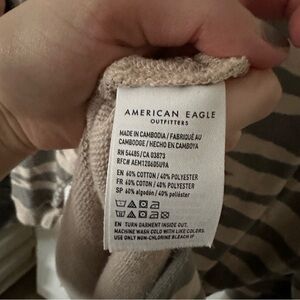 AMERICAN EAGLE
OUTFITTERS
MADE IN CAMBODIA / FABRIQUÉ AU
CAMBODGE / HECHO EN CAMBOYA
RN 54485/CA 03873
RFC# AEM120605U9A
EN 60% COTTON / 40% POLYESTER
FR 60% COTON / 40% POLYESTER
SP 60% algodón / 40% poliéster
EN TURN GARMENT INSIDE OUT.
MACHINE WASH COLD WITH LIKE COLORS.
USE ONLY NON-CHLORINE BLEACH IF